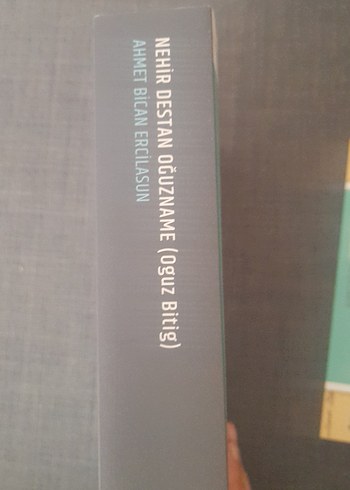 NEHİR DESTAN OĞUZNAME (Oguz Bitig)
AHMET BİCAN ERCİLASUN